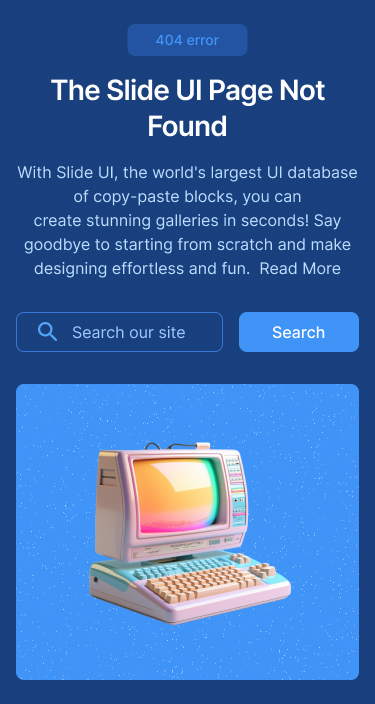 404 error
The Slide UI Page Not
Found
With Slide UI, the world's largest UI database
of copy-paste blocks, you can
create stunning galleries in seconds! Say
goodbye to starting from scratch and make
designing effortless and fun.  Read More
Search our site
Search